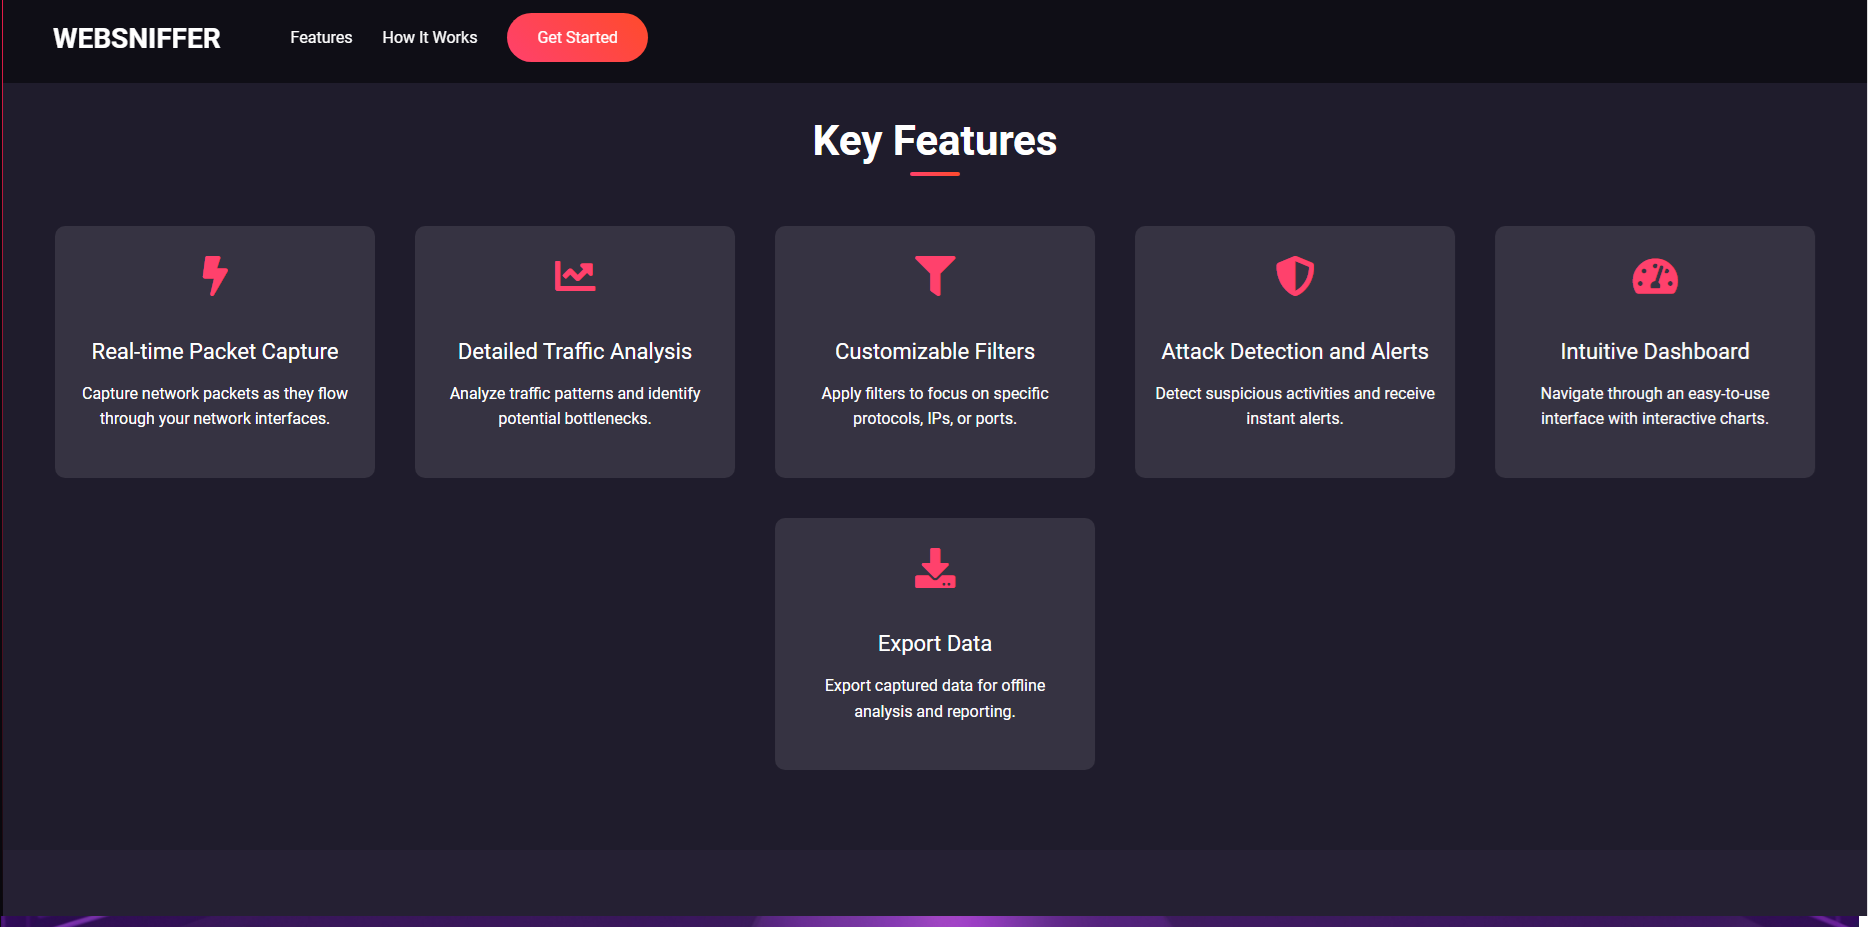 WEBSNIFFER
Features
How It Works
Get Started
Key Features
Real-time Packet Capture
Capture network packets as they flow
through your network interfaces.
Detailed Traffic Analysis
Analyze traffic patterns and identify
potential bottlenecks.
Customizable Filters
Apply filters to focus on specific
protocols, IPs, or ports.
Attack Detection and Alerts
Detect suspicious activities and receive
instant alerts.
Intuitive Dashboard
Navigate through an easy-to-use
interface with interactive charts.
Export Data
Export captured data for offline
analysis and reporting.